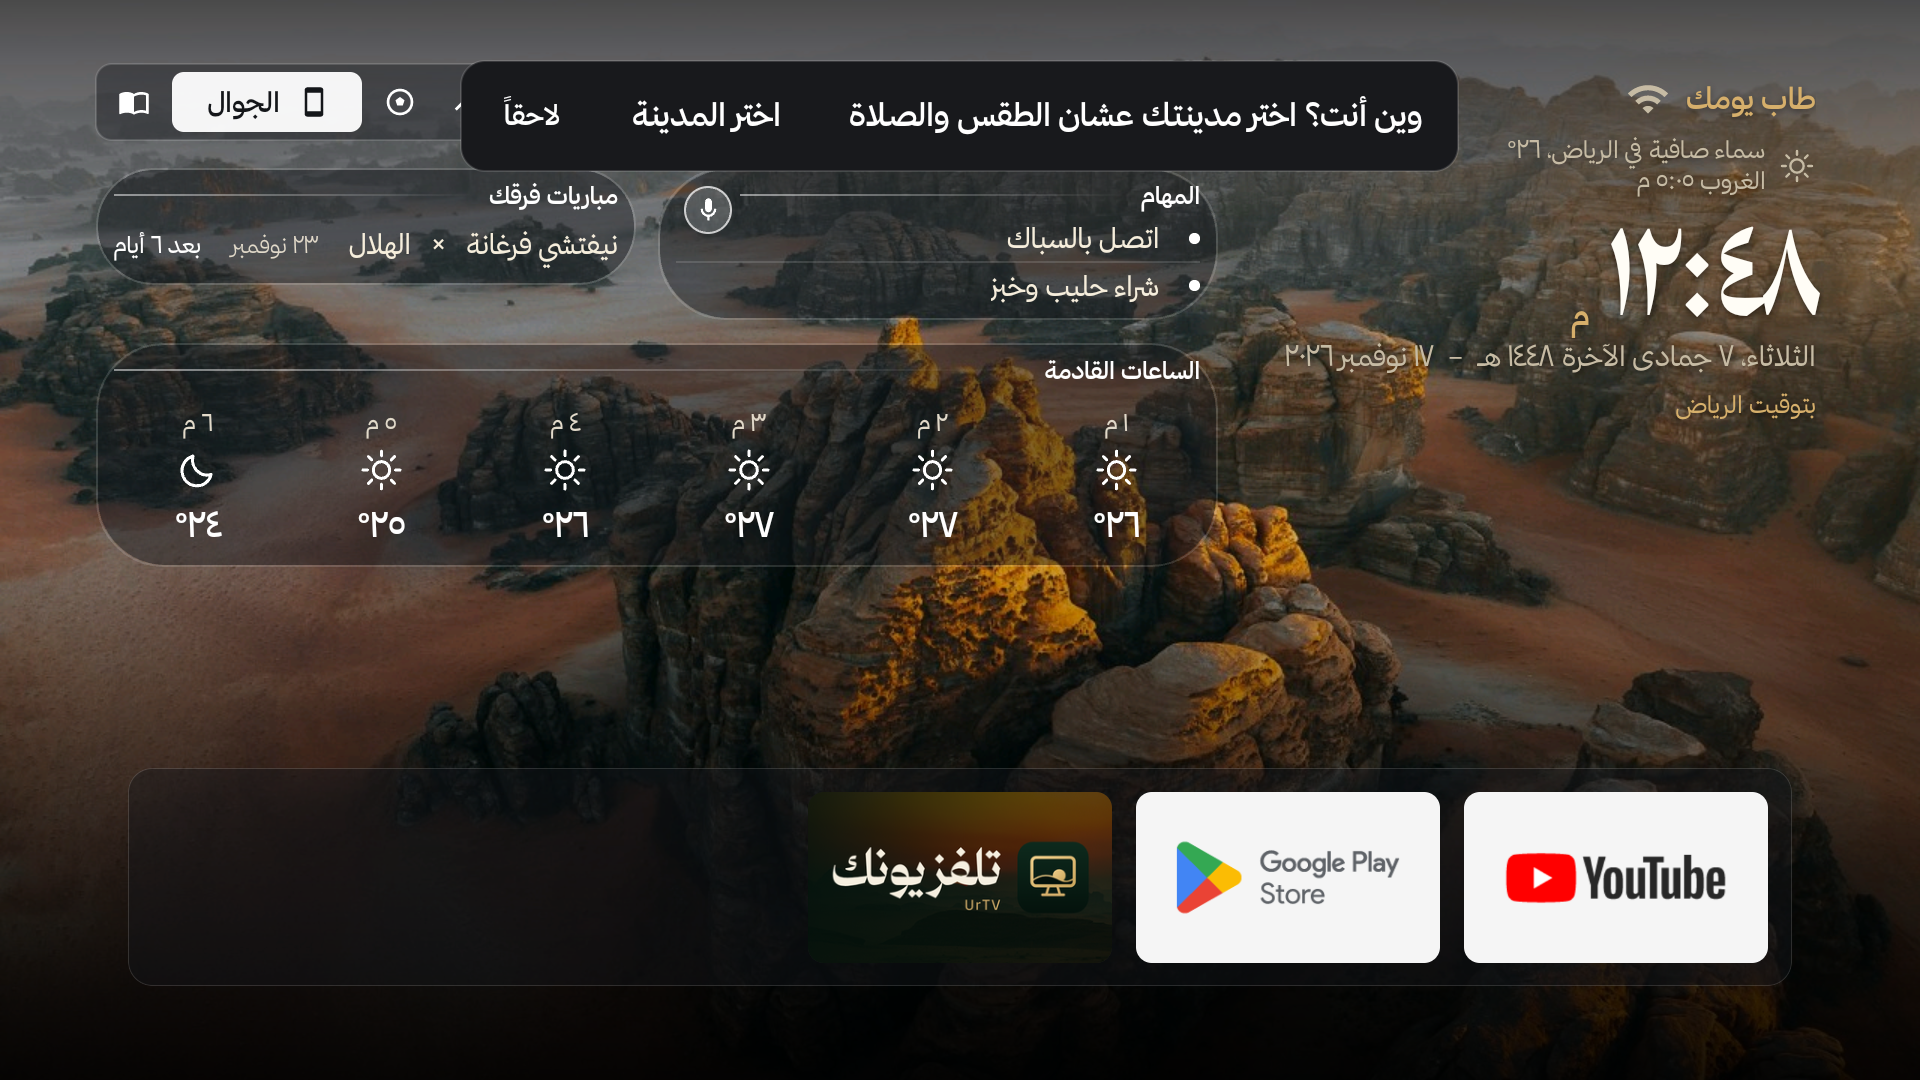 طاب يومك
سماء صافية في الرياض، ٢٦°
الغروب ٥:٠٥ م
١٢:٤٨ م
الثلاثاء، ٧ جمادى الآخرة ١٤٤٨ هـ – ١٧ نوفمبر ٢٠٢٦
بتوقيت الرياض
وين أنت؟ اختر مدينتك عشان الطقس والصلاة
اختر المدينة
لاحقاً
الجوال
المهام
اتصل بالسباك
شراء حليب وخبز
مباريات فرقك
نيفتشي فرغانة × الهلال ٢٣ نوفمبر بعد ٦ أيام
الساعات القادمة
١ م ٢ م ٣ م ٤ م ٥ م ٦ م
٢٦° ٢٧° ٢٧° ٢٦° ٢٥° ٢٤°
YouTube
Google Play
Store
تلفزيونك
UrTV